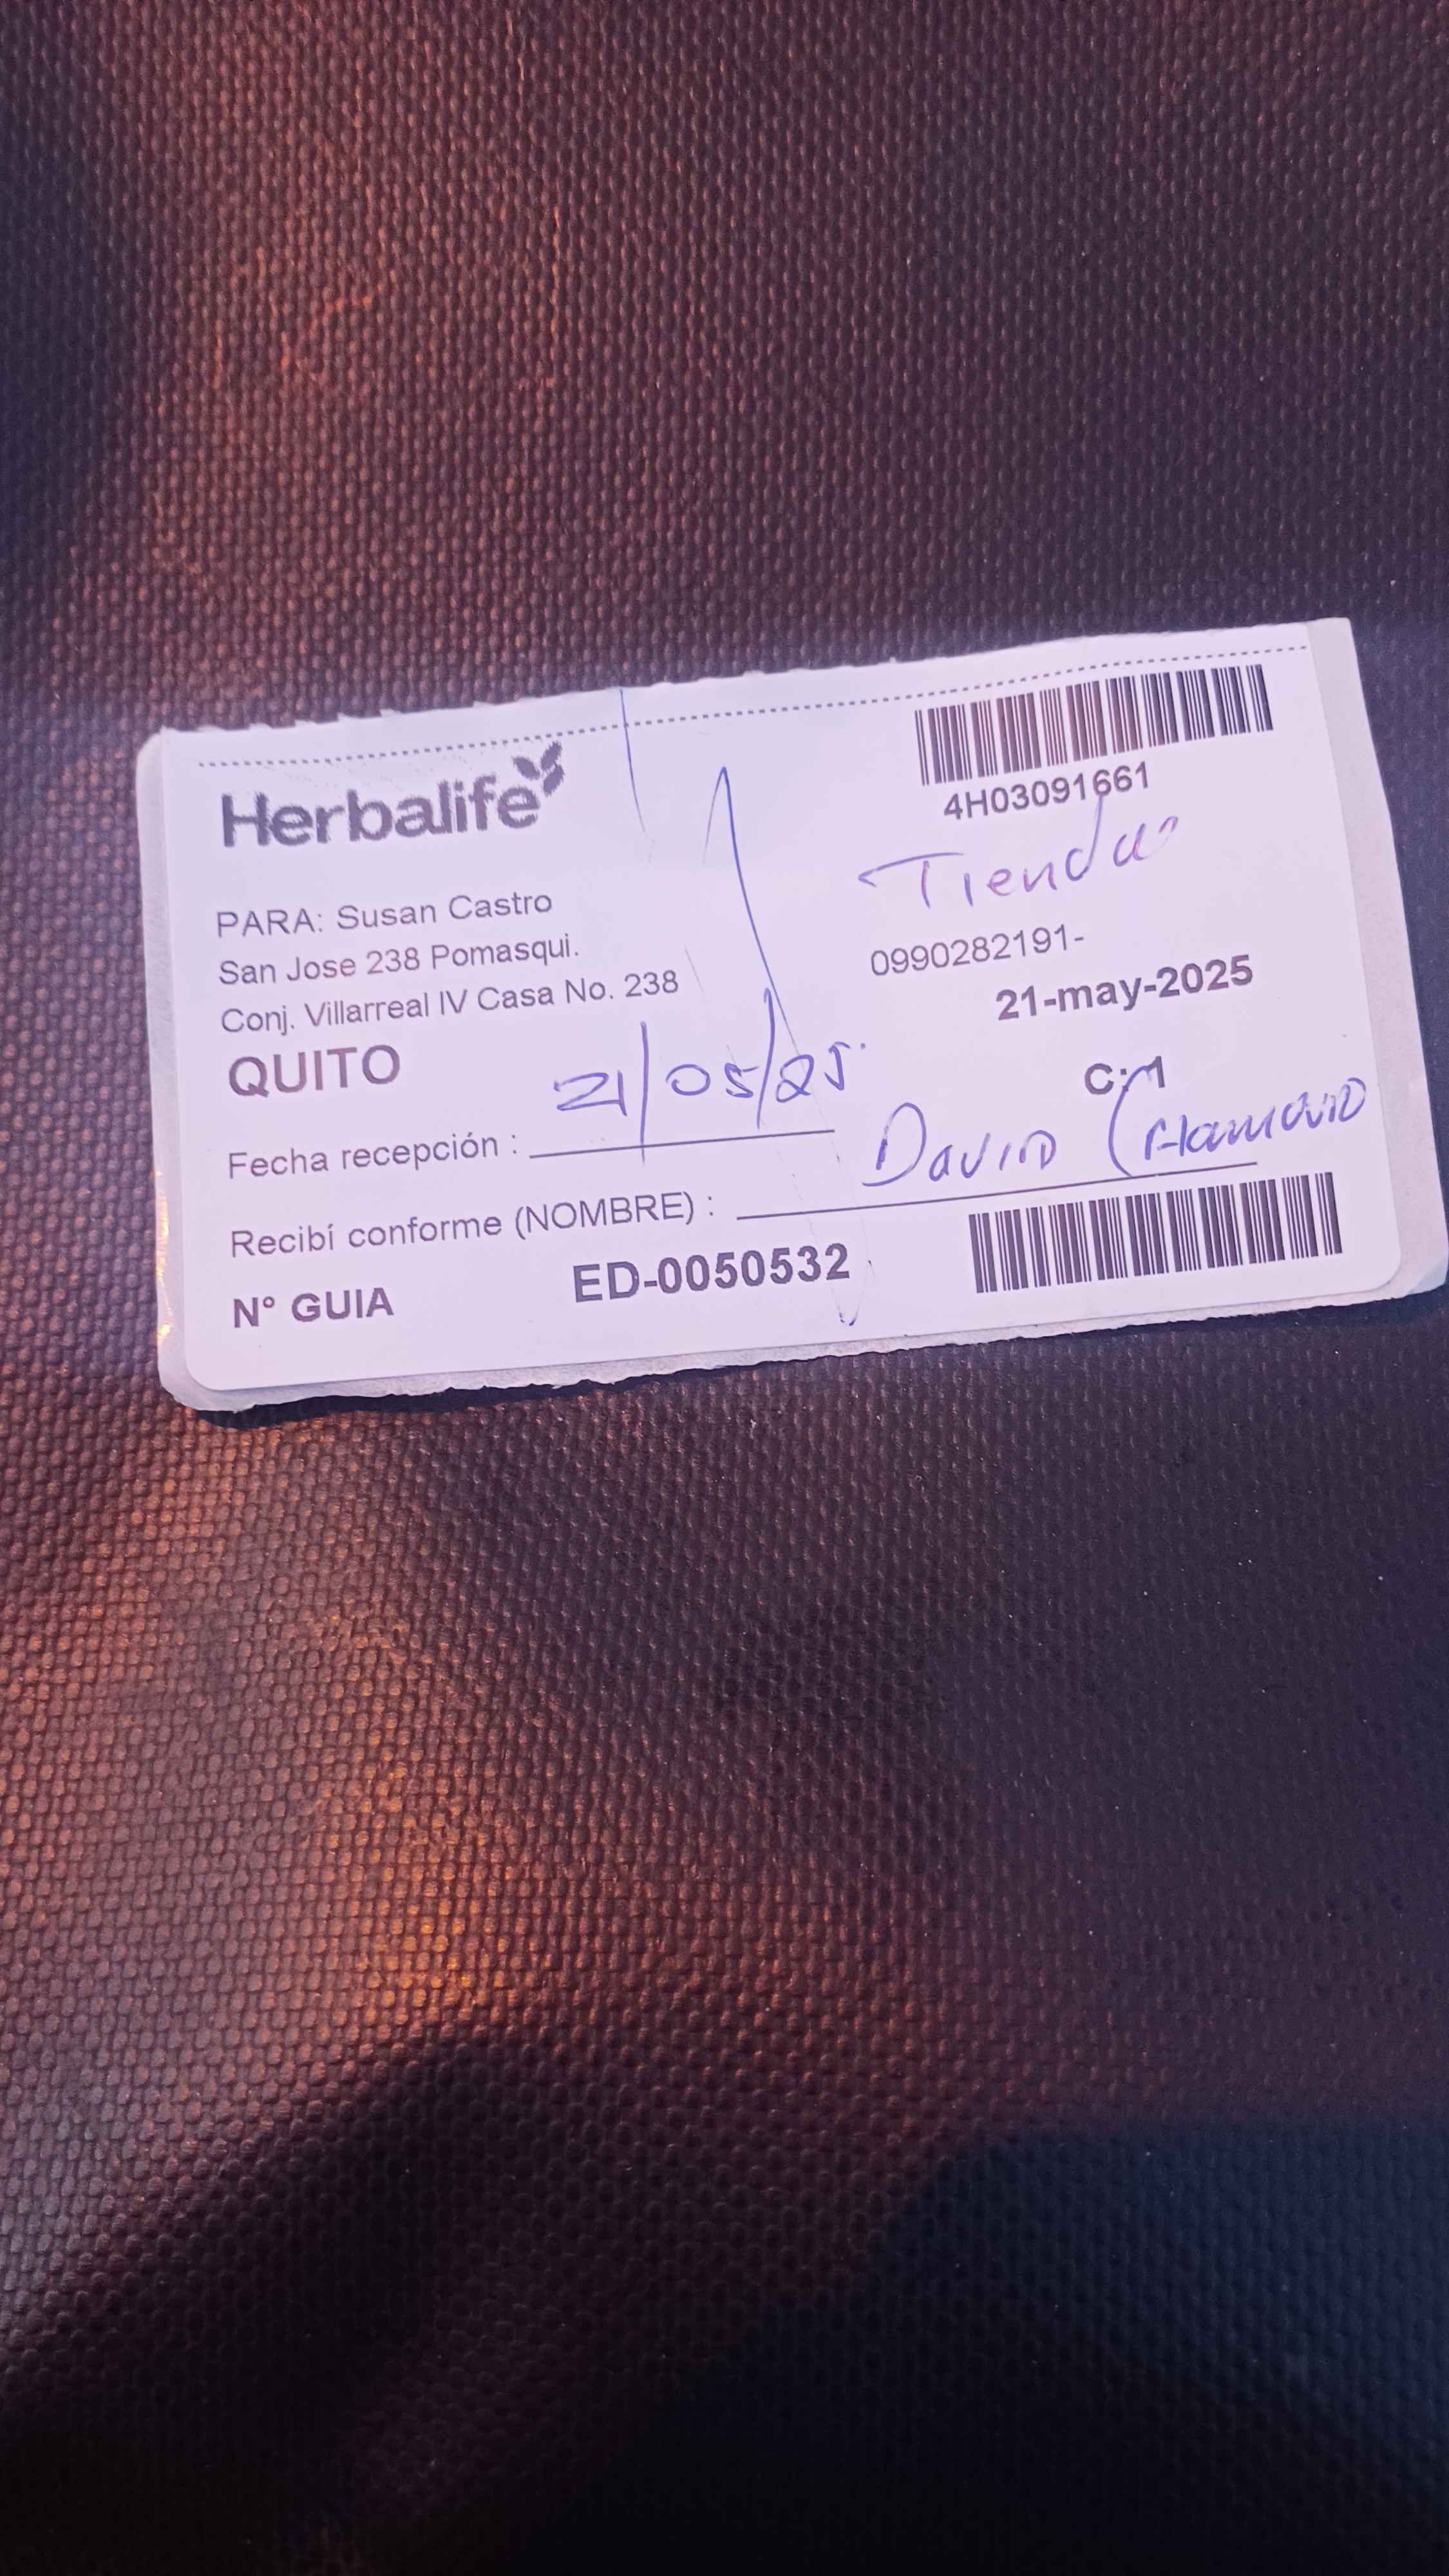 Herbalife
4H03091661
Tienda
PARA: Susan Castro
San Jose 238 Pomasqui.
0990282191-
Conj. Villarreal IV Casa No. 238
21-may-2025
QUITO
C: 1
Fecha recepción : 21/05/25.
Recibí conforme (NOMBRE) : David
N° GUIA ED-0050532